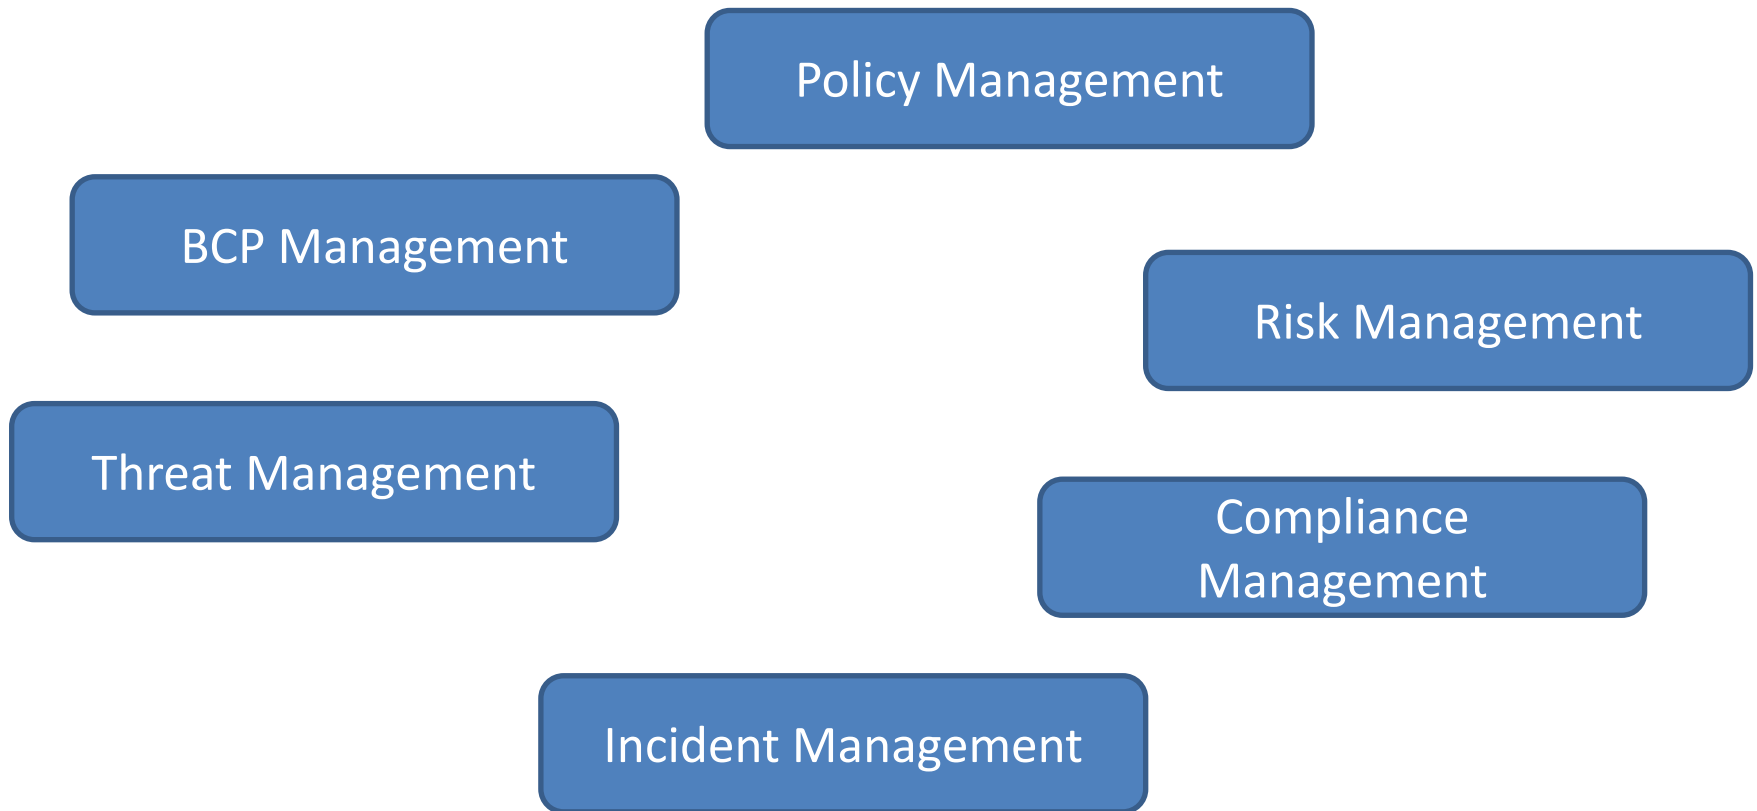 Policy Management
BCP Management
Risk Management
Threat Management
Compliance
Management
Incident Management